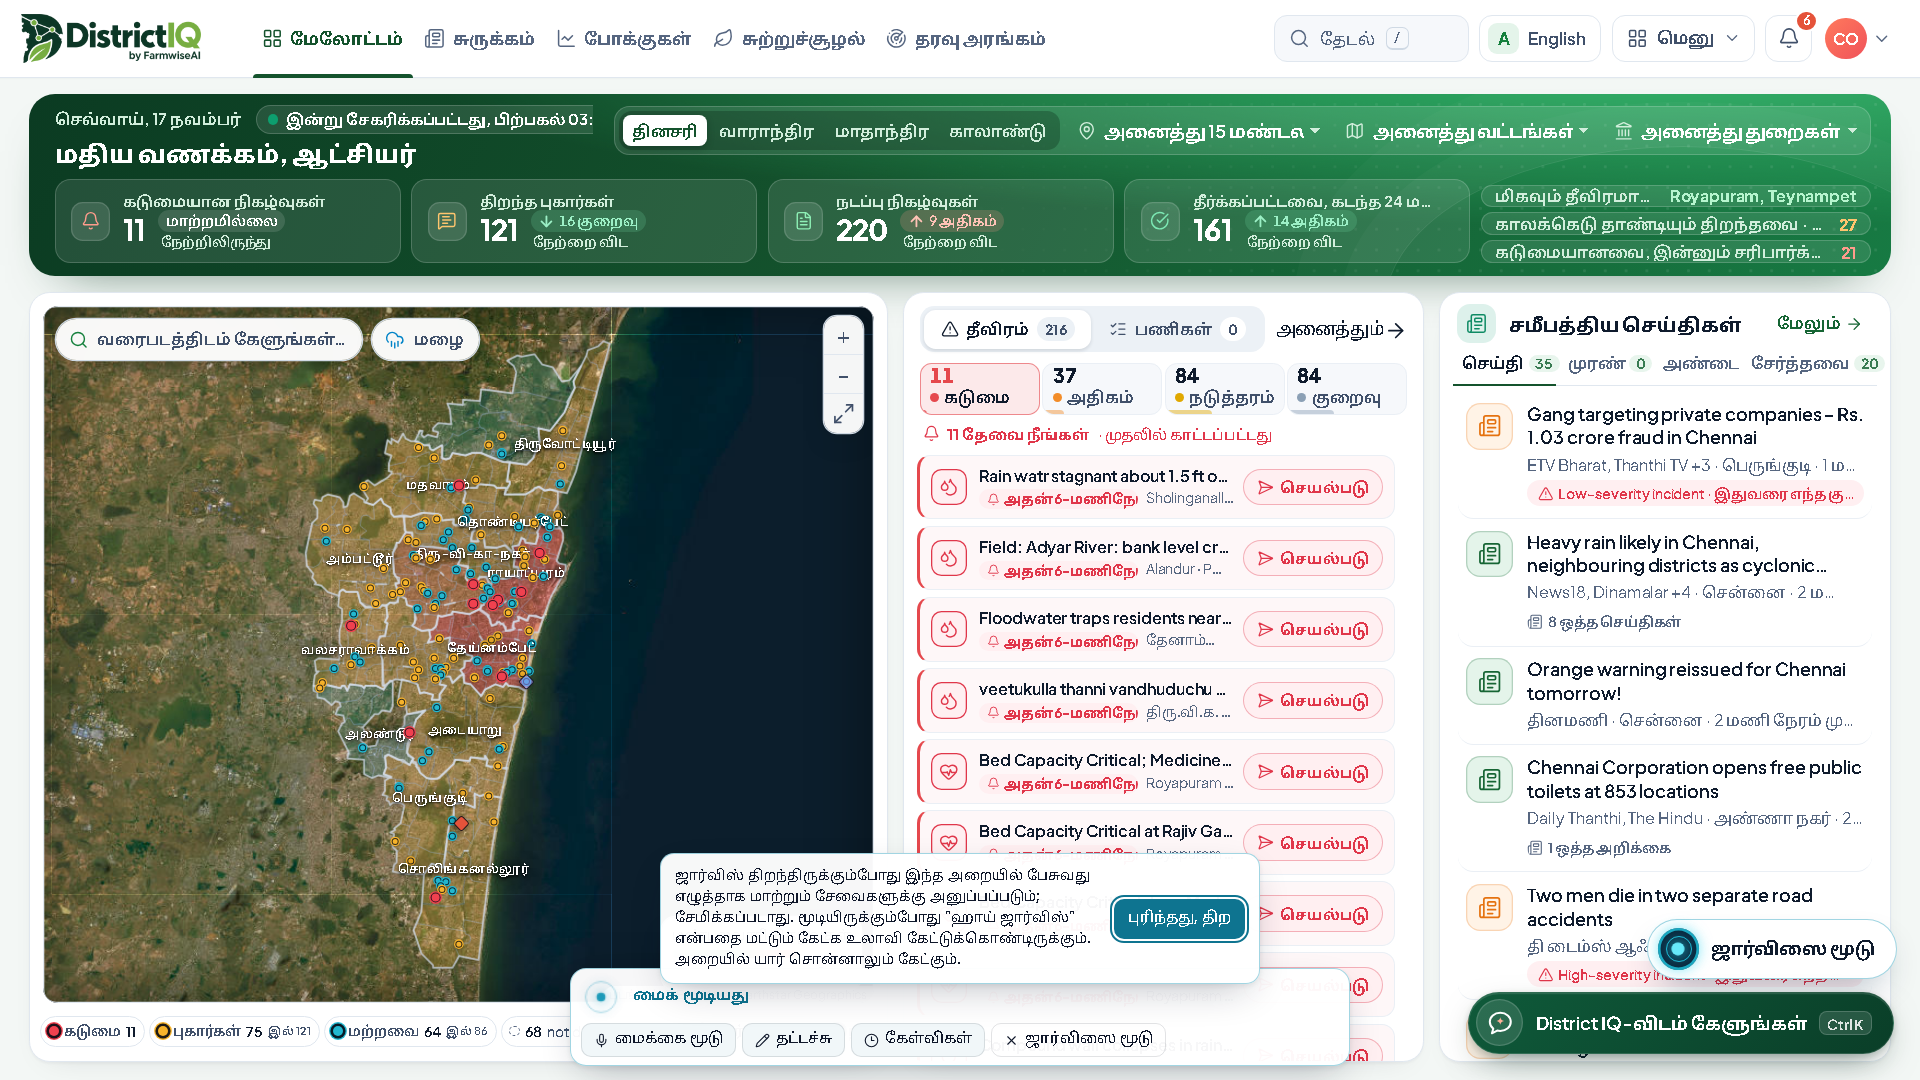 DistrictIQ
by FarmwiseAI
மேலோட்டம்
சுருக்கம்
போக்குகள்
சுற்றுச்சூழல்
தரவு அரங்கம்
தேடல் /
A English
மெனு
6
CO
செவ்வாய், 17 நவம்பர்
இன்று சேகரிக்கப்பட்டது, பிற்பகல் 03:
மதிய வணக்கம், ஆட்சியர்
தினசரி
வாராந்திர
மாதாந்திர
காலாண்டு
அனைத்து 15 மண்டல
அனைத்து வட்டங்கள்
அனைத்து துறைகள்
கடுமையான நிகழ்வுகள்
11 மாற்றமில்லை
நேற்றிலிருந்து
திறந்த புகார்கள்
121 ↓ 16 குறைவு
நேற்றை விட
நடப்பு நிகழ்வுகள்
220 ↑ 9 அதிகம்
நேற்றை விட
தீர்க்கப்பட்டவை, கடந்த 24 ம...
161 ↑ 14 அதிகம்
நேற்றை விட
மிகவும் தீவிரமா... Royapuram, Teynampet
காலக்கெடு தாண்டியும் திறந்தவை · ... 27
கடுமையானவை, இன்னும் சரிபார்க்... 21
வரைபடத்திடம் கேளுங்கள்...
மழை
+
−
திருவோட்டியூர்
அம்பட்டூர்
வலசரவாக்கம்
தேய்னம்பேட்
அடையாறு
பெருங்குடி
சொலிங்கனல்லூர்
கடுமை 11
புகார்கள் 75 இல் 121
மற்றவை 64 இல் 86
68 not
தீவிரம் 216
பணிகள் 0
அனைத்தும் →
11
கடுமை
37
அதிகம்
84
நடுத்தரம்
84
குறைவு
11 தேவை நீங்கள் · முதலில் காட்டப்பட்டது
Rain watr stagnant about 1.5 ft o...
அதன் 6-மணிநே Sholinganall...
செயல்படு
Field: Adyar River: bank level cr...
அதன் 6-மணிநே Alandur · P...
செயல்படு
Floodwater traps residents near...
அதன் 6-மணிநே தேனாம்...
செயல்படு
veetukulla thanni vandhuduchu ...
அதன் 6-மணிநே திரு.வி.க. ...
செயல்படு
Bed Capacity Critical; Medicine...
அதன் 6-மணிநே Royapuram ...
செயல்படு
Bed Capacity Critical at Rajiv Ga...
செயல்படு
செயல்படு
ஜார்விஸ் திறந்திருக்கும்போது இந்த அறையில் பேசுவது
எழுத்தாக மாற்றும் சேவைகளுக்கு அனுப்பப்படும்;
சேமிக்கப்படாது. மூடியிருக்கும்போது "ஹாய் ஜார்விஸ்"
என்பதை மட்டும் கேட்க உலாவி கேட்டுக்கொண்டிருக்கும்.
அறையில் யார் சொன்னாலும் கேட்கும்.
புரிந்தது, திற
மைக் மூடியது
மைக்கை மூடு
தட்டச்சு
கேள்விகள்
× ஜார்விஸை மூடு
சமீபத்திய செய்திகள்
மேலும் →
செய்தி 35
முரண் 0
அண்டை
சேர்த்தவை 20
Gang targeting private companies – Rs.
1.03 crore fraud in Chennai
ETV Bharat, Thanthi TV +3 · பெருங்குடி · 1 ம...
Low-severity incident · இதுவரை எந்த கு...
Heavy rain likely in Chennai,
neighbouring districts as cyclonic...
News18, Dinamalar +4 · சென்னை · 2 ம...
8 ஒத்த செய்திகள்
Orange warning reissued for Chennai
tomorrow!
தினமணி · சென்னை · 2 மணி நேரம் மு...
Chennai Corporation opens free public
toilets at 853 locations
Daily Thanthi, The Hindu · அண்ணா நகர் · 2...
1 ஒத்த அறிக்கை
Two men die in two separate road
accidents
தி டைம்ஸ் ஆஃ
High-severity
ஜார்விஸை மூடு
District IQ-விடம் கேளுங்கள் Ctrl K